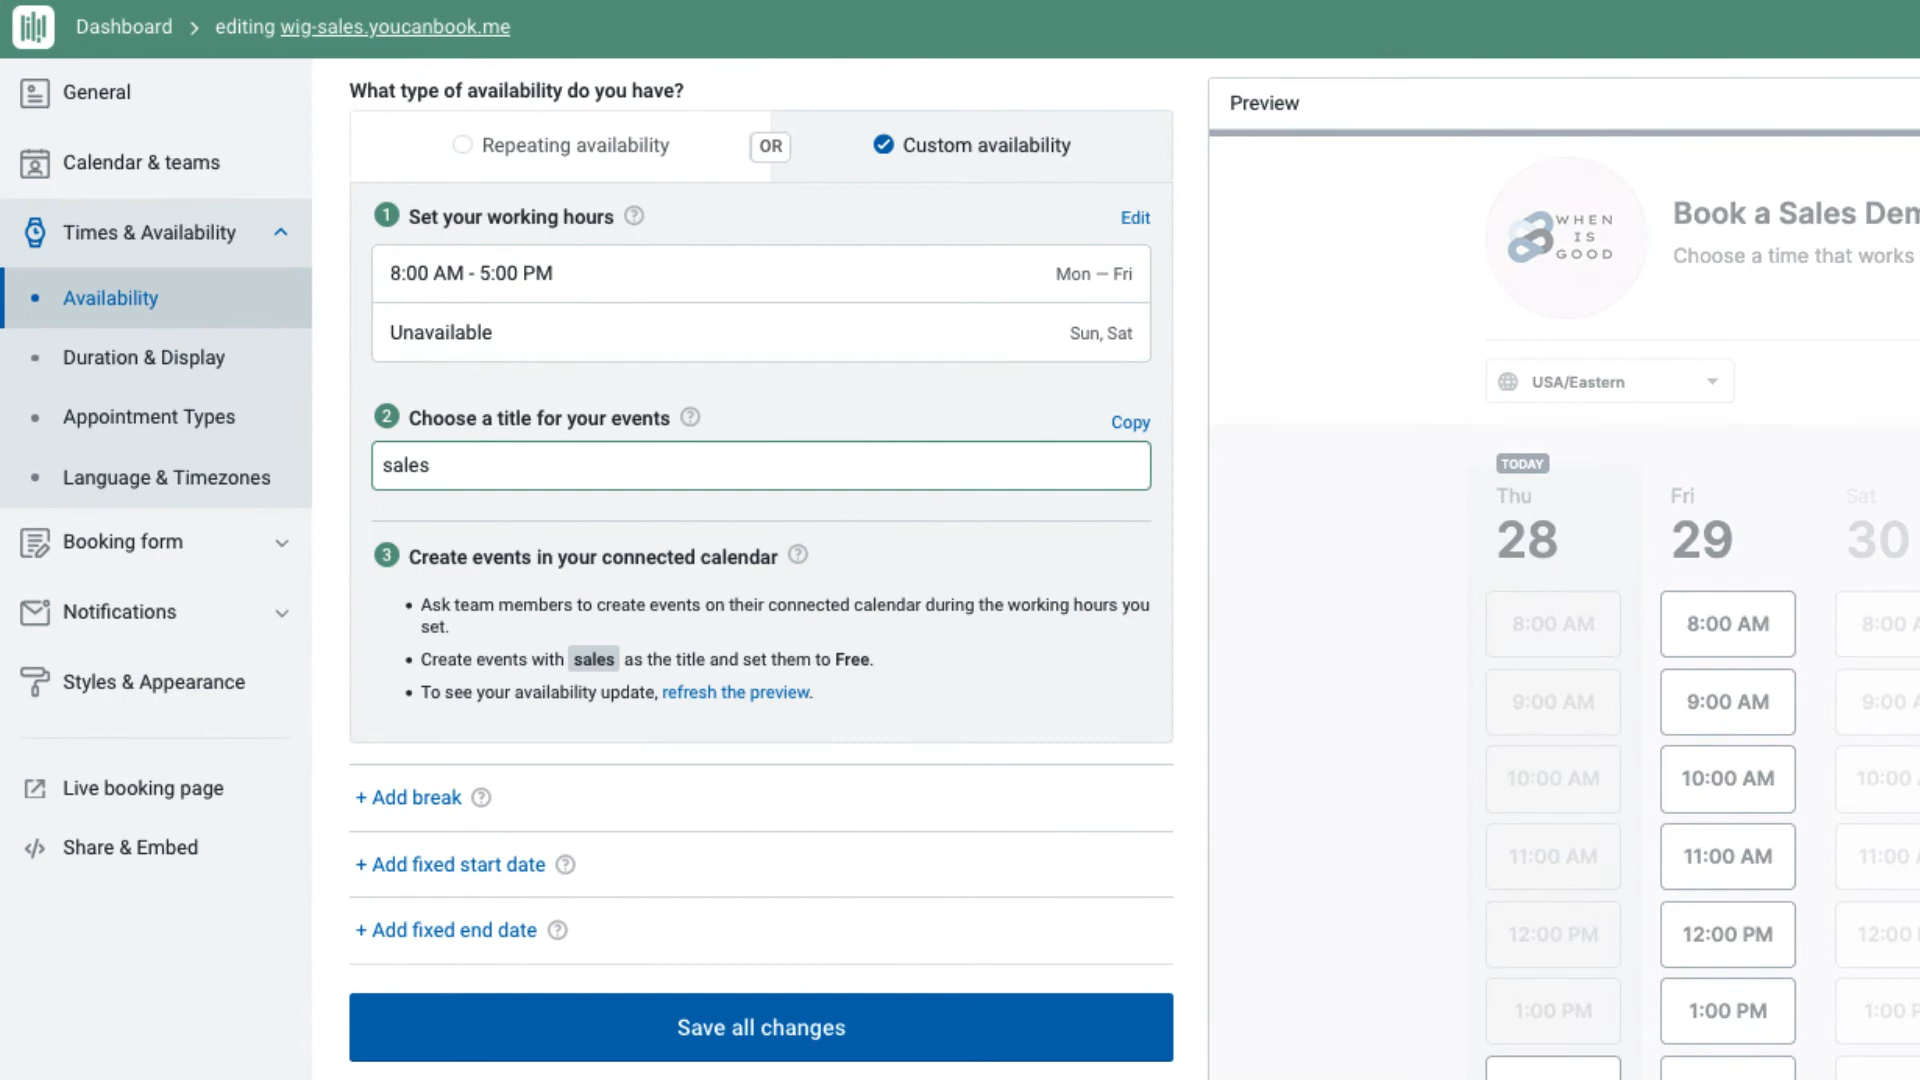 Dashboard > editing wig-sales.youcanbook.me
General
Calendar & teams
Times & Availability
Availability
Duration & Display
Appointment Types
Language & Timezones
Booking form
Notifications
Styles & Appearance
Live booking page
Share & Embed
What type of availability do you have?
Repeating availability OR Custom availability
1 Set your working hours Edit
8:00 AM - 5:00 PM Mon – Fri
Unavailable Sun, Sat
2 Choose a title for your events Copy
sales
3 Create events in your connected calendar
• Ask team members to create events on their connected calendar during the working hours you
set.
• Create events with sales as the title and set them to Free.
• To see your availability update, refresh the preview.
+ Add break
+ Add fixed start date
+ Add fixed end date
Save all changes
Preview
WHEN
IS
GOOD
Book a Sales Dem
Choose a time that works
USA/Eastern
TODAY
Thu Fri Sat
28 29 30
8:00 AM 8:00 AM 8:00 A
9:00 AM 9:00 AM 9:00 A
10:00 AM 10:00 AM 10:00
11:00 AM 11:00 AM 11:00
12:00 PM 12:00 PM 12:00
1:00 PM 1:00 PM 1:00 P